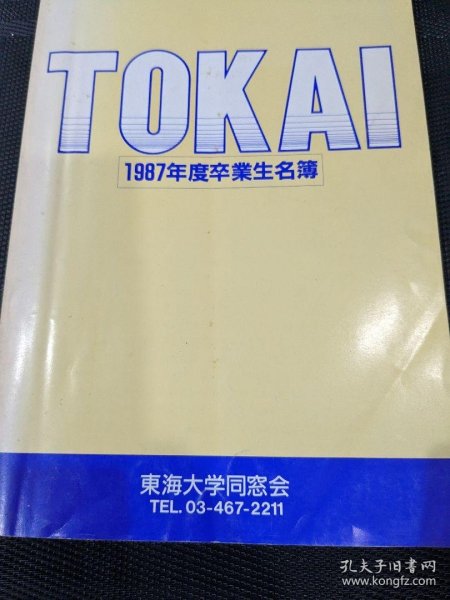 TOKAI
1987年度卒業生名簿
東海大学同窓会
TEL. 03-467-2211
孔夫子旧书网
www.kongfz.com